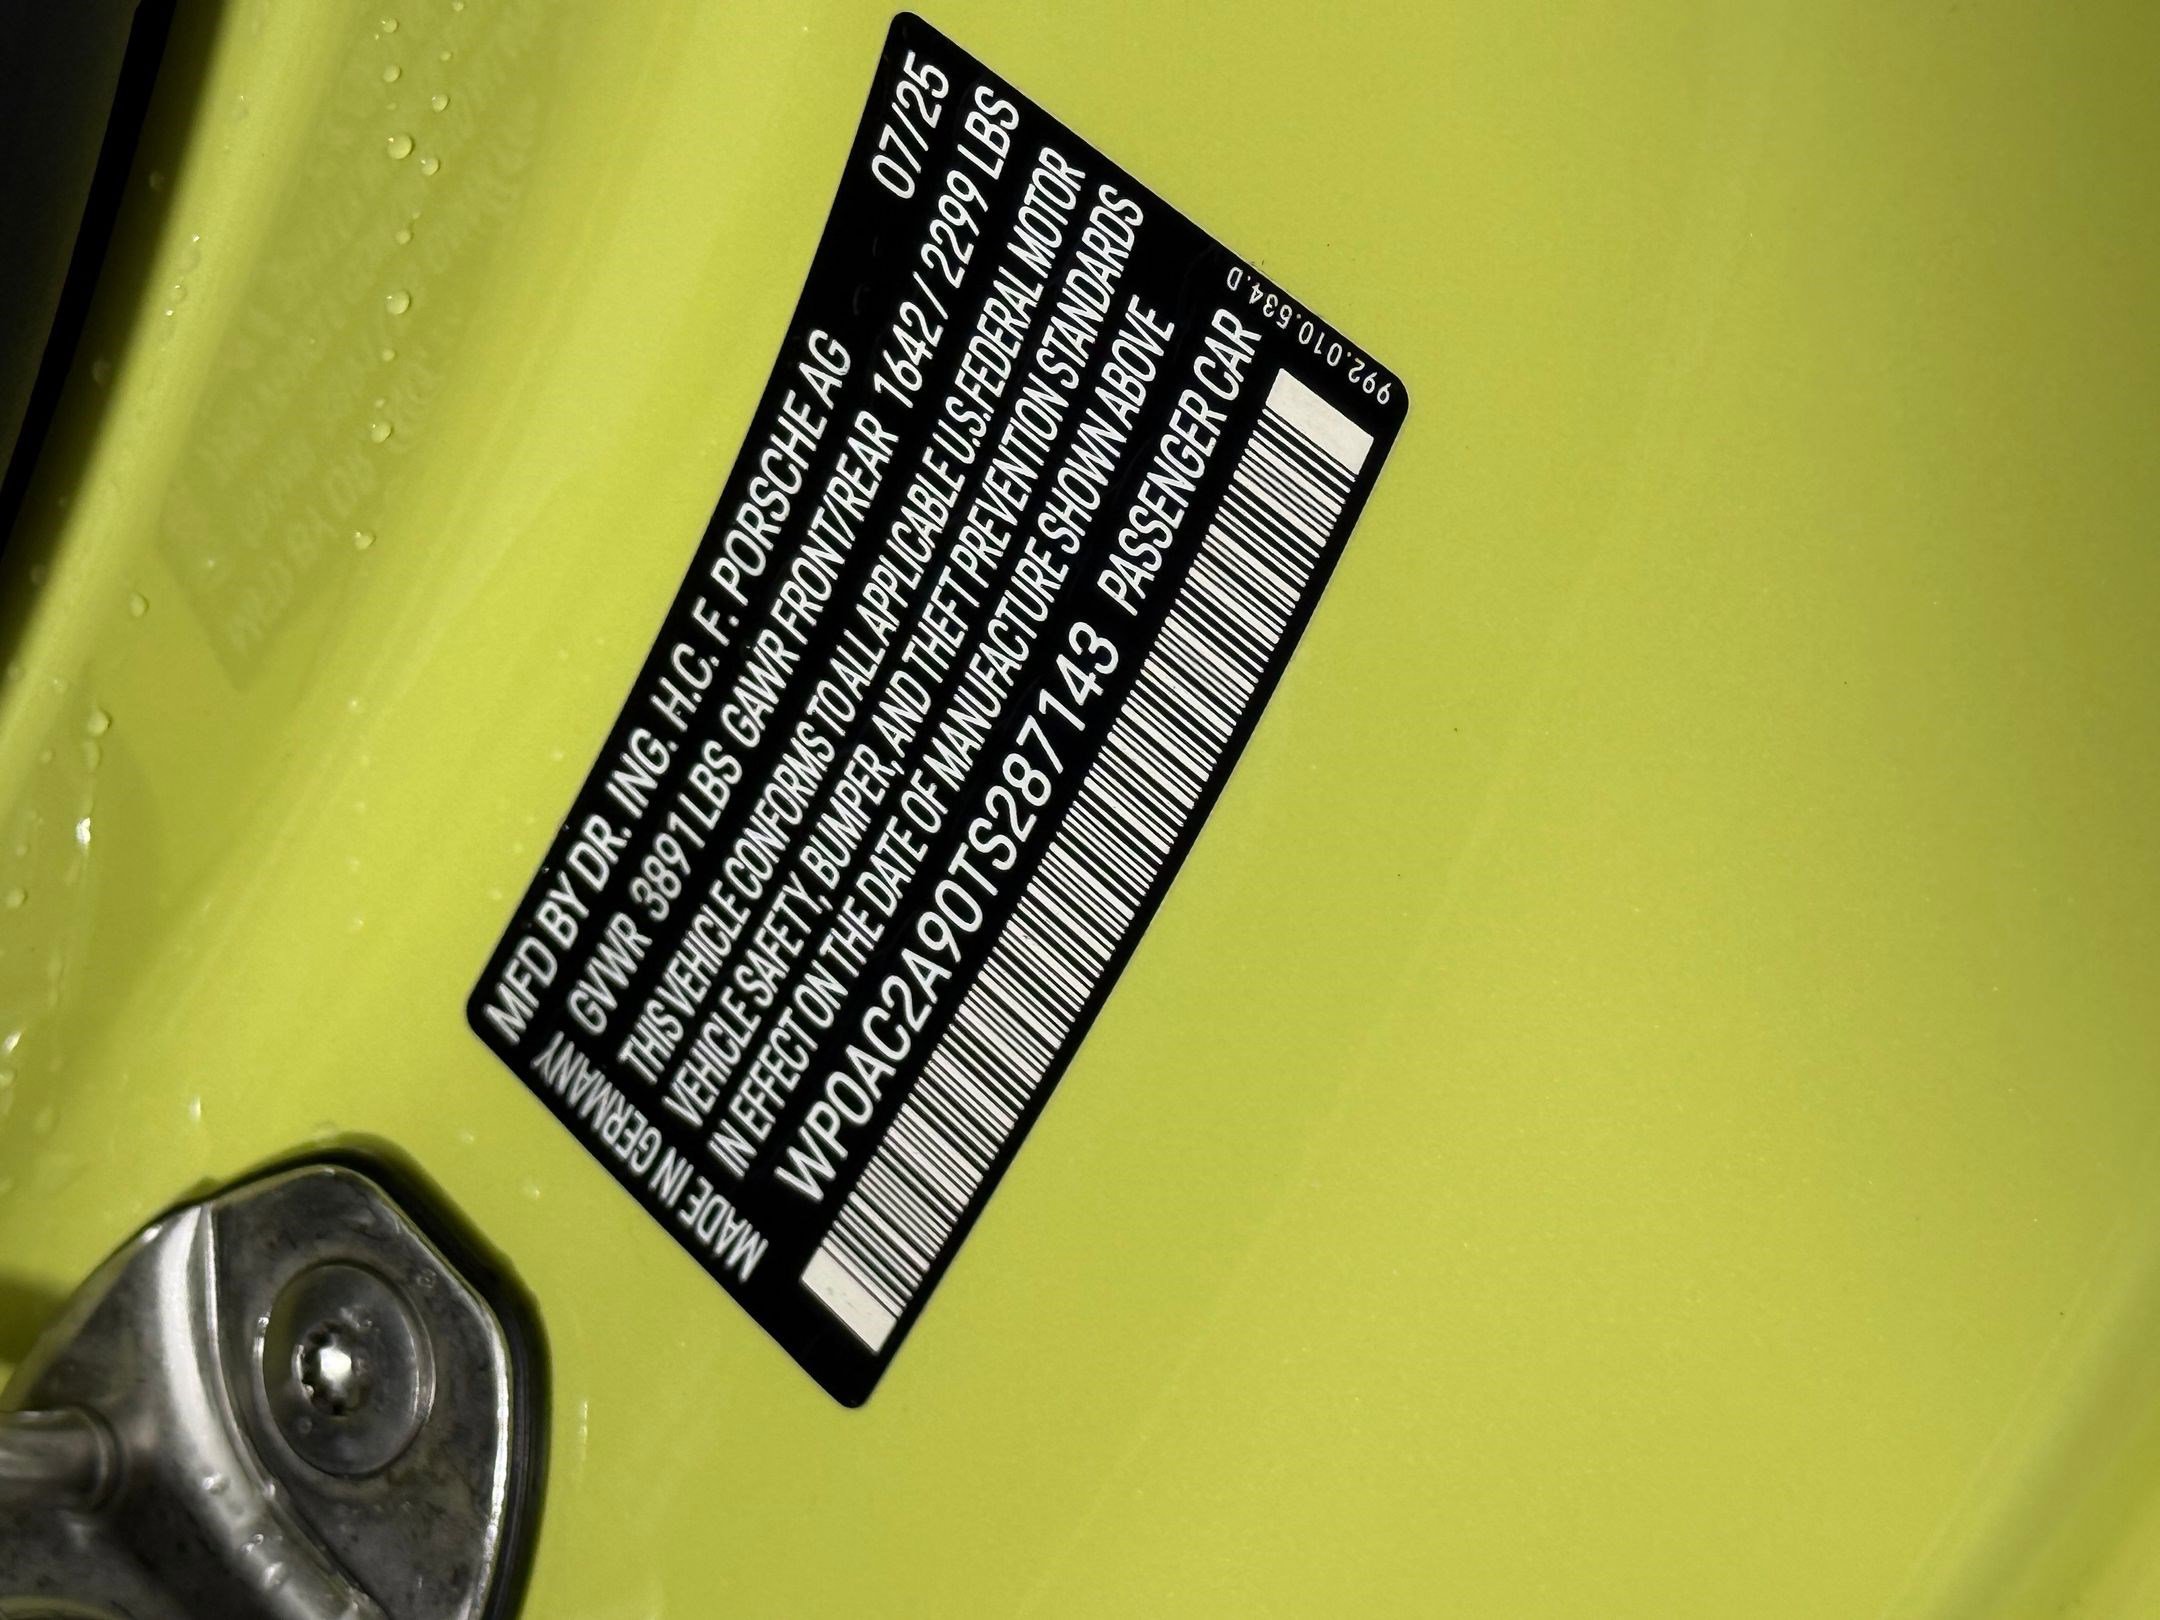 MFD BY DR. ING. H.C. F. PORSCHE AG 07/25
GVWR 3891 LBS GAWR FRONT/REAR 1642 / 2299 LBS
THIS VEHICLE CONFORMS TO ALL APPLICABLE U.S. FEDERAL MOTOR
VEHICLE SAFETY, BUMPER, AND THEFT PREVENTION STANDARDS
IN EFFECT ON THE DATE OF MANUFACTURE SHOWN ABOVE
WP0AC2A90TS287143 PASSENGER CAR
MADE IN GERMANY
992.010.534.D